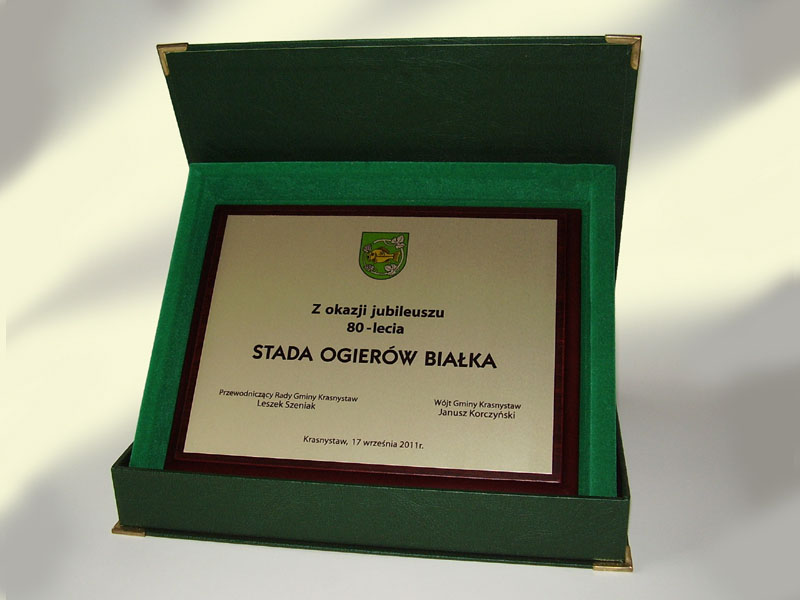 Z okazji jubileuszu
80-lecia
STADA OGIERÓW BIAŁKA
Przewodniczący Rady Gminy Krasnystaw
Leszek Szeniak
Wójt Gminy Krasnystaw
Janusz Korczyński
Krasnystaw, 17 września 2011r.